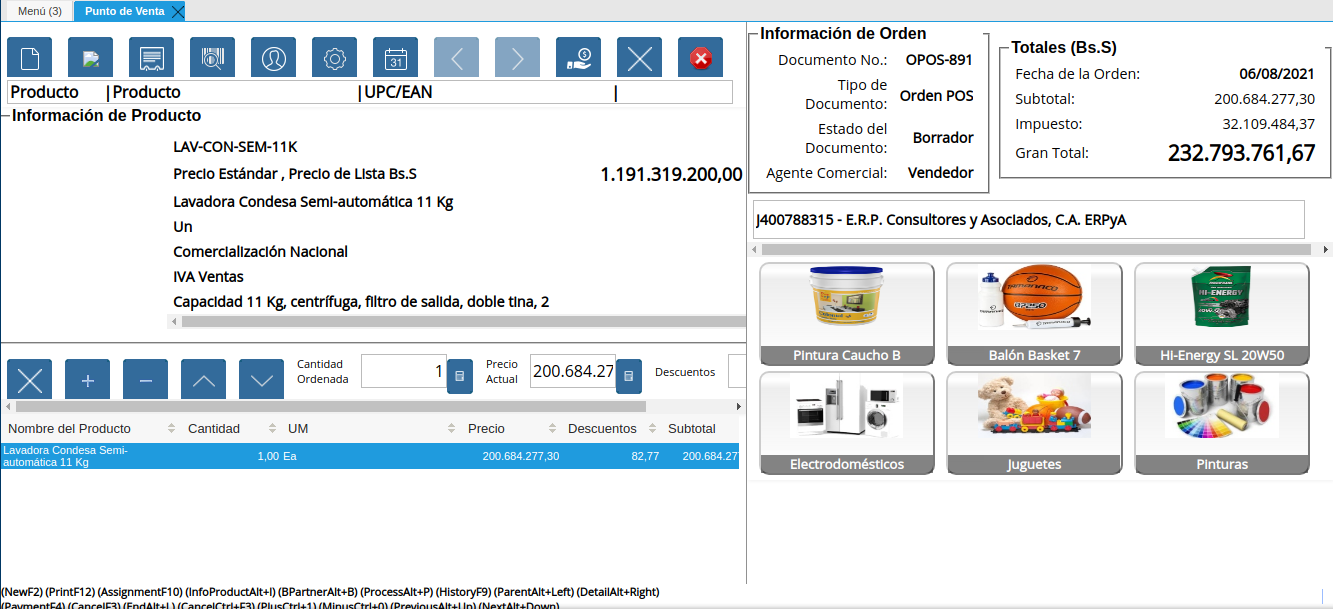 Menú (3)
Punto de Venta
31
Producto |Producto |UPC/EAN |
Información de Producto
LAV-CON-SEM-11K
Precio Estándar , Precio de Lista Bs.S 1.191.319.200,00
Lavadora Condesa Semi-automática 11 Kg
Un
Comercialización Nacional
IVA Ventas
Capacidad 11 Kg, centrífuga, filtro de salida, doble tina, 2
Cantidad Ordenada 1 Precio Actual 200.684.27 Descuentos
Nombre del Producto Cantidad UM Precio Descuentos Subtotal
Lavadora Condesa Semi-
automática 11 Kg 1,00 Ea 200.684.277,30 82,77 200.684.27
(NewF2) (PrintF12) (AssignmentF10) (InfoProductAlt+I) (BPartnerAlt+B) (ProcessAlt+P) (HistoryF9) (ParentAlt+Left) (DetailAlt+Right)
(PaymentF4) (CancelF3) (EndAlt+L) (CancelCtrl+F3) (PlusCtrl+1) (MinusCtrl+0) (PreviousAlt+Up) (NextAlt+Down)
Información de Orden
Documento No.: OPOS-891
Tipo de
Documento: Orden POS
Estado del
Documento: Borrador
Agente Comercial: Vendedor
Totales (Bs.S)
Fecha de la Orden: 06/08/2021
Subtotal: 200.684.277,30
Impuesto: 32.109.484,37
Gran Total: 232.793.761,67
J400788315 - E.R.P. Consultores y Asociados, C.A. ERPyA
TAMANACO
HI-ENERGY
Pintura Caucho B
Balón Basket 7
Hi-Energy SL 20W50
Electrodomésticos
Juguetes
Pinturas